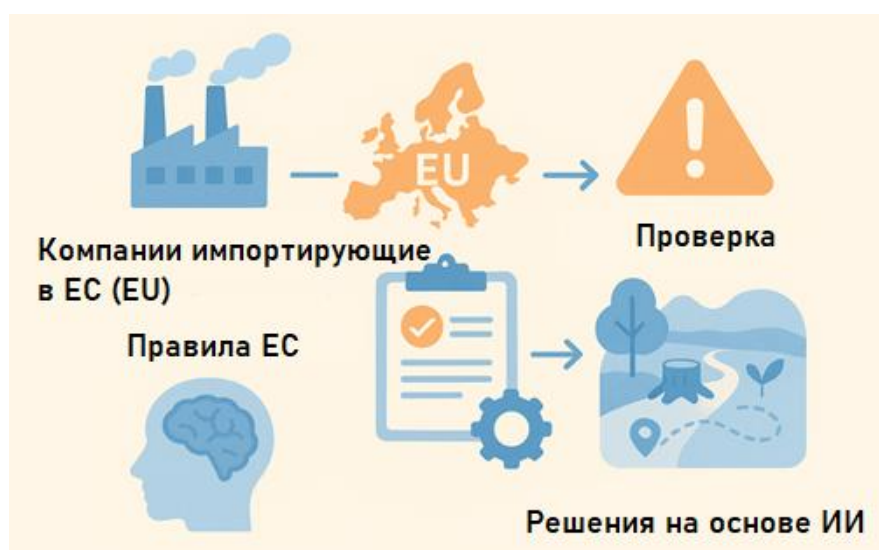 EU
Компании импортирующие
в ЕС (EU)
Проверка
Правила ЕС
Решения на основе ИИ